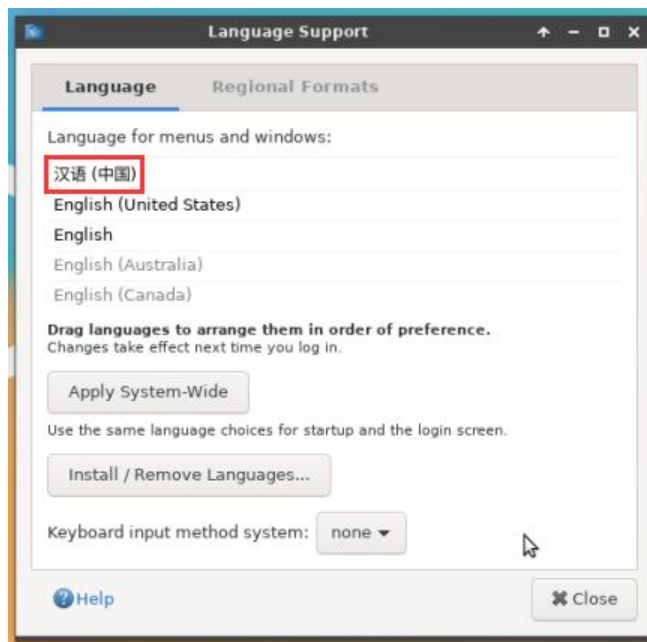 Language Support
Language Regional Formats
Language for menus and windows:
汉语 (中国)
English (United States)
English
English (Australia)
English (Canada)
Drag languages to arrange them in order of preference.
Changes take effect next time you log in.
Apply System-Wide
Use the same language choices for startup and the login screen.
Install / Remove Languages...
Keyboard input method system: none
Help Close